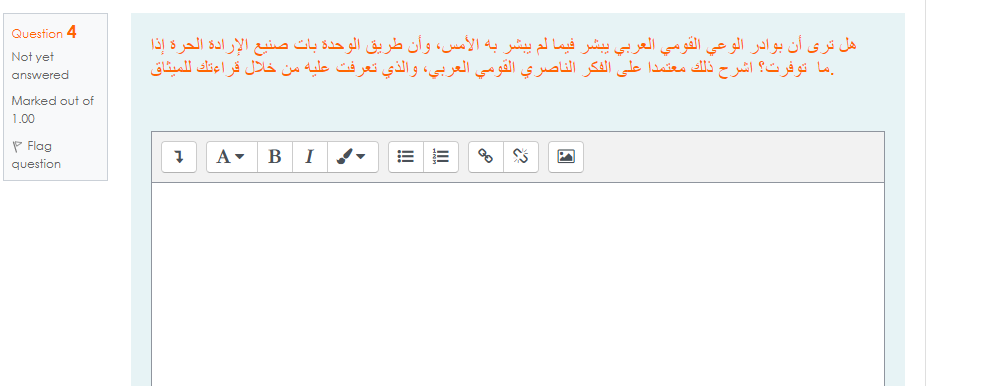 Question 4
Not yet
answered
Marked out of
1.00
Flag
question
هل ترى أن بوادر الوعي القومي العربي يبشر فيما لم يبشر به الأمس، وأن طريق الوحدة بات صنيع الإرادة الحرة إذا
ما توفرت؟ اشرح ذلك معتمدا على الفكر الناصري القومي العربي، والذي تعرفت عليه من خلال قراءتك للميثاق.
A B I